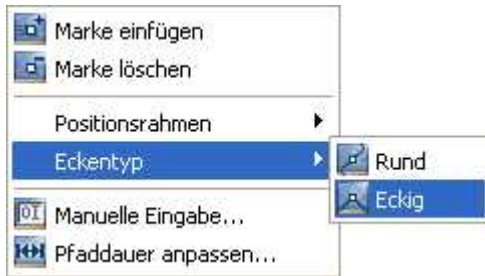 Marke einfügen
Marke löschen
Positionsrahmen
Eckentyp
Rund
Eckig
Manuelle Eingabe...
Pfaddauer anpassen...